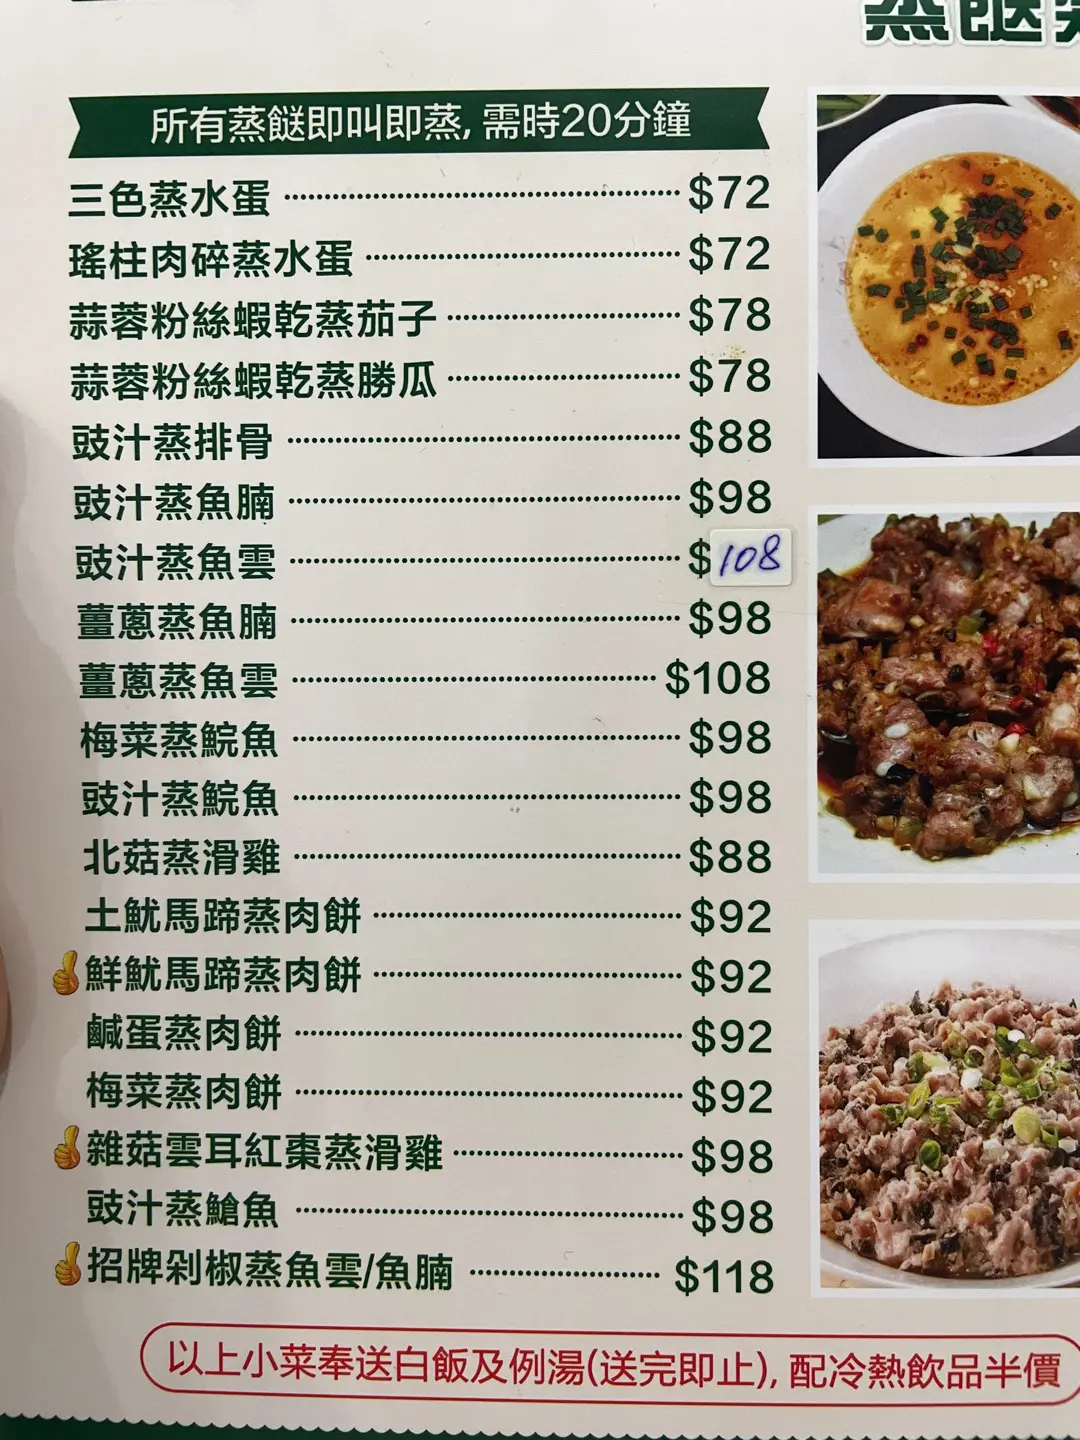 蒸餸
所有蒸餸即叫即蒸, 需時20分鐘
三色蒸水蛋 $72
瑤柱肉碎蒸水蛋 $72
蒜蓉粉絲蝦乾蒸茄子 $78
蒜蓉粉絲蝦乾蒸勝瓜 $78
豉汁蒸排骨 $88
豉汁蒸魚腩 $98
豉汁蒸魚雲 $108
薑蔥蒸魚腩 $98
薑蔥蒸魚雲 $108
梅菜蒸鯇魚 $98
豉汁蒸鯇魚 $98
北菇蒸滑雞 $88
土魷馬蹄蒸肉餅 $92
鮮魷馬蹄蒸肉餅 $92
鹹蛋蒸肉餅 $92
梅菜蒸肉餅 $92
雜菇雲耳紅棗蒸滑雞 $98
豉汁蒸鎗魚 $98
招牌剁椒蒸魚雲/魚腩 $118
以上小菜奉送白飯及例湯(送完即止), 配冷熱飲品半價